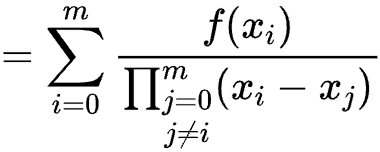 $$= \sum_{i=0}^{m} \frac{f(x_i)}{\prod_{\substack{j=0 \\ j \neq i}}^{m} (x_i - x_j)}$$